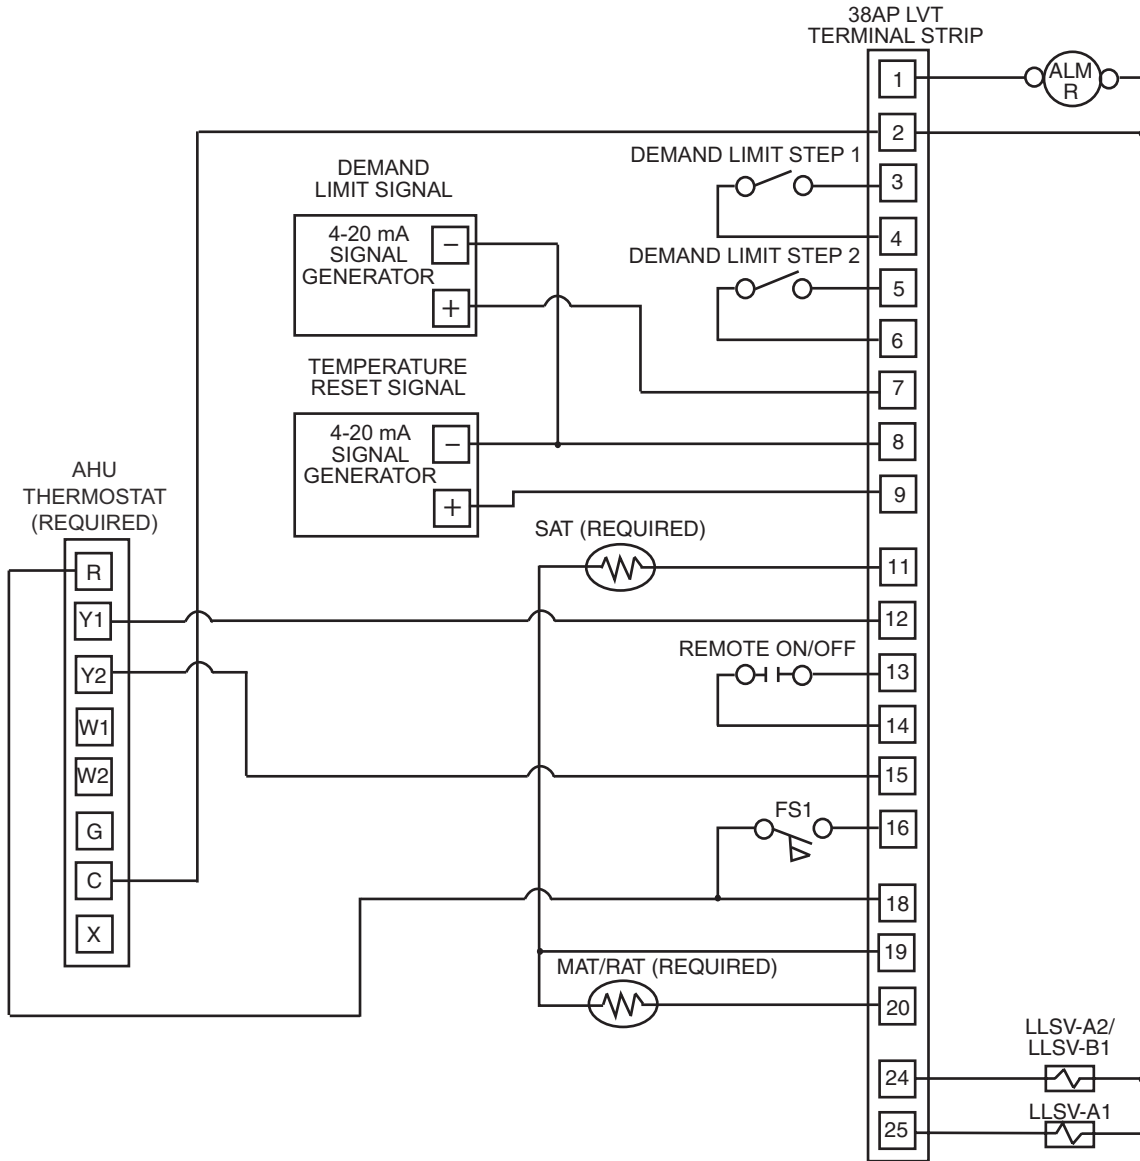 38AP LVT
TERMINAL STRIP
1
ALM
R
2
DEMAND LIMIT STEP 1
3
4
DEMAND
LIMIT SIGNAL
4-20 mA
SIGNAL
GENERATOR
−
+
DEMAND LIMIT STEP 2
5
6
7
TEMPERATURE
RESET SIGNAL
4-20 mA
SIGNAL
GENERATOR
−
+
8
9
AHU
THERMOSTAT
(REQUIRED)
R
Y1
Y2
W1
W2
G
C
X
SAT (REQUIRED)
11
12
REMOTE ON/OFF
13
14
15
FS1
16
18
19
MAT/RAT (REQUIRED)
20
LLSV-A2/
LLSV-B1
24
LLSV-A1
25